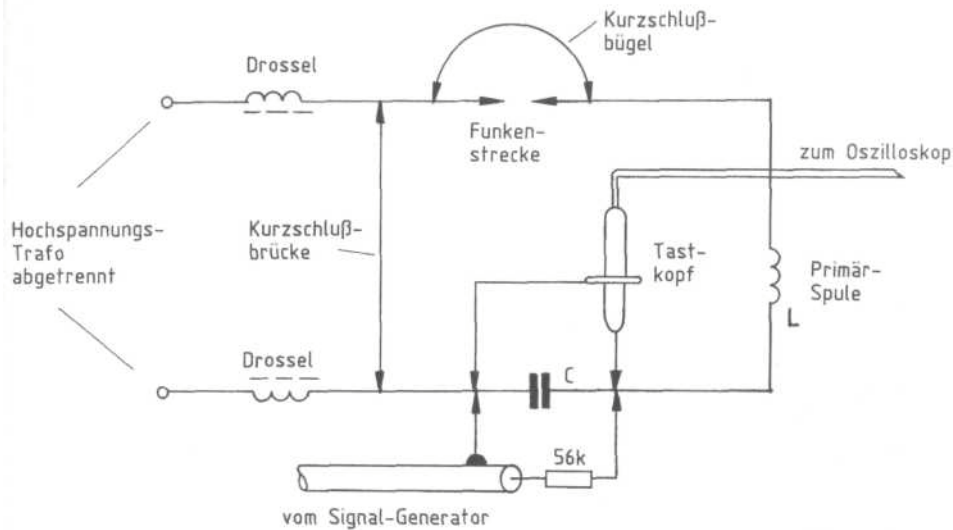 Kurzschluß-
bügel
Drossel
Funken-
strecke
zum Oszilloskop
Hochspannungs-
Trafo
abgetrennt
Kurzschluß-
brücke
Tast-
kopf
Primär-
Spule
L
Drossel
C
56k
vom Signal-Generator